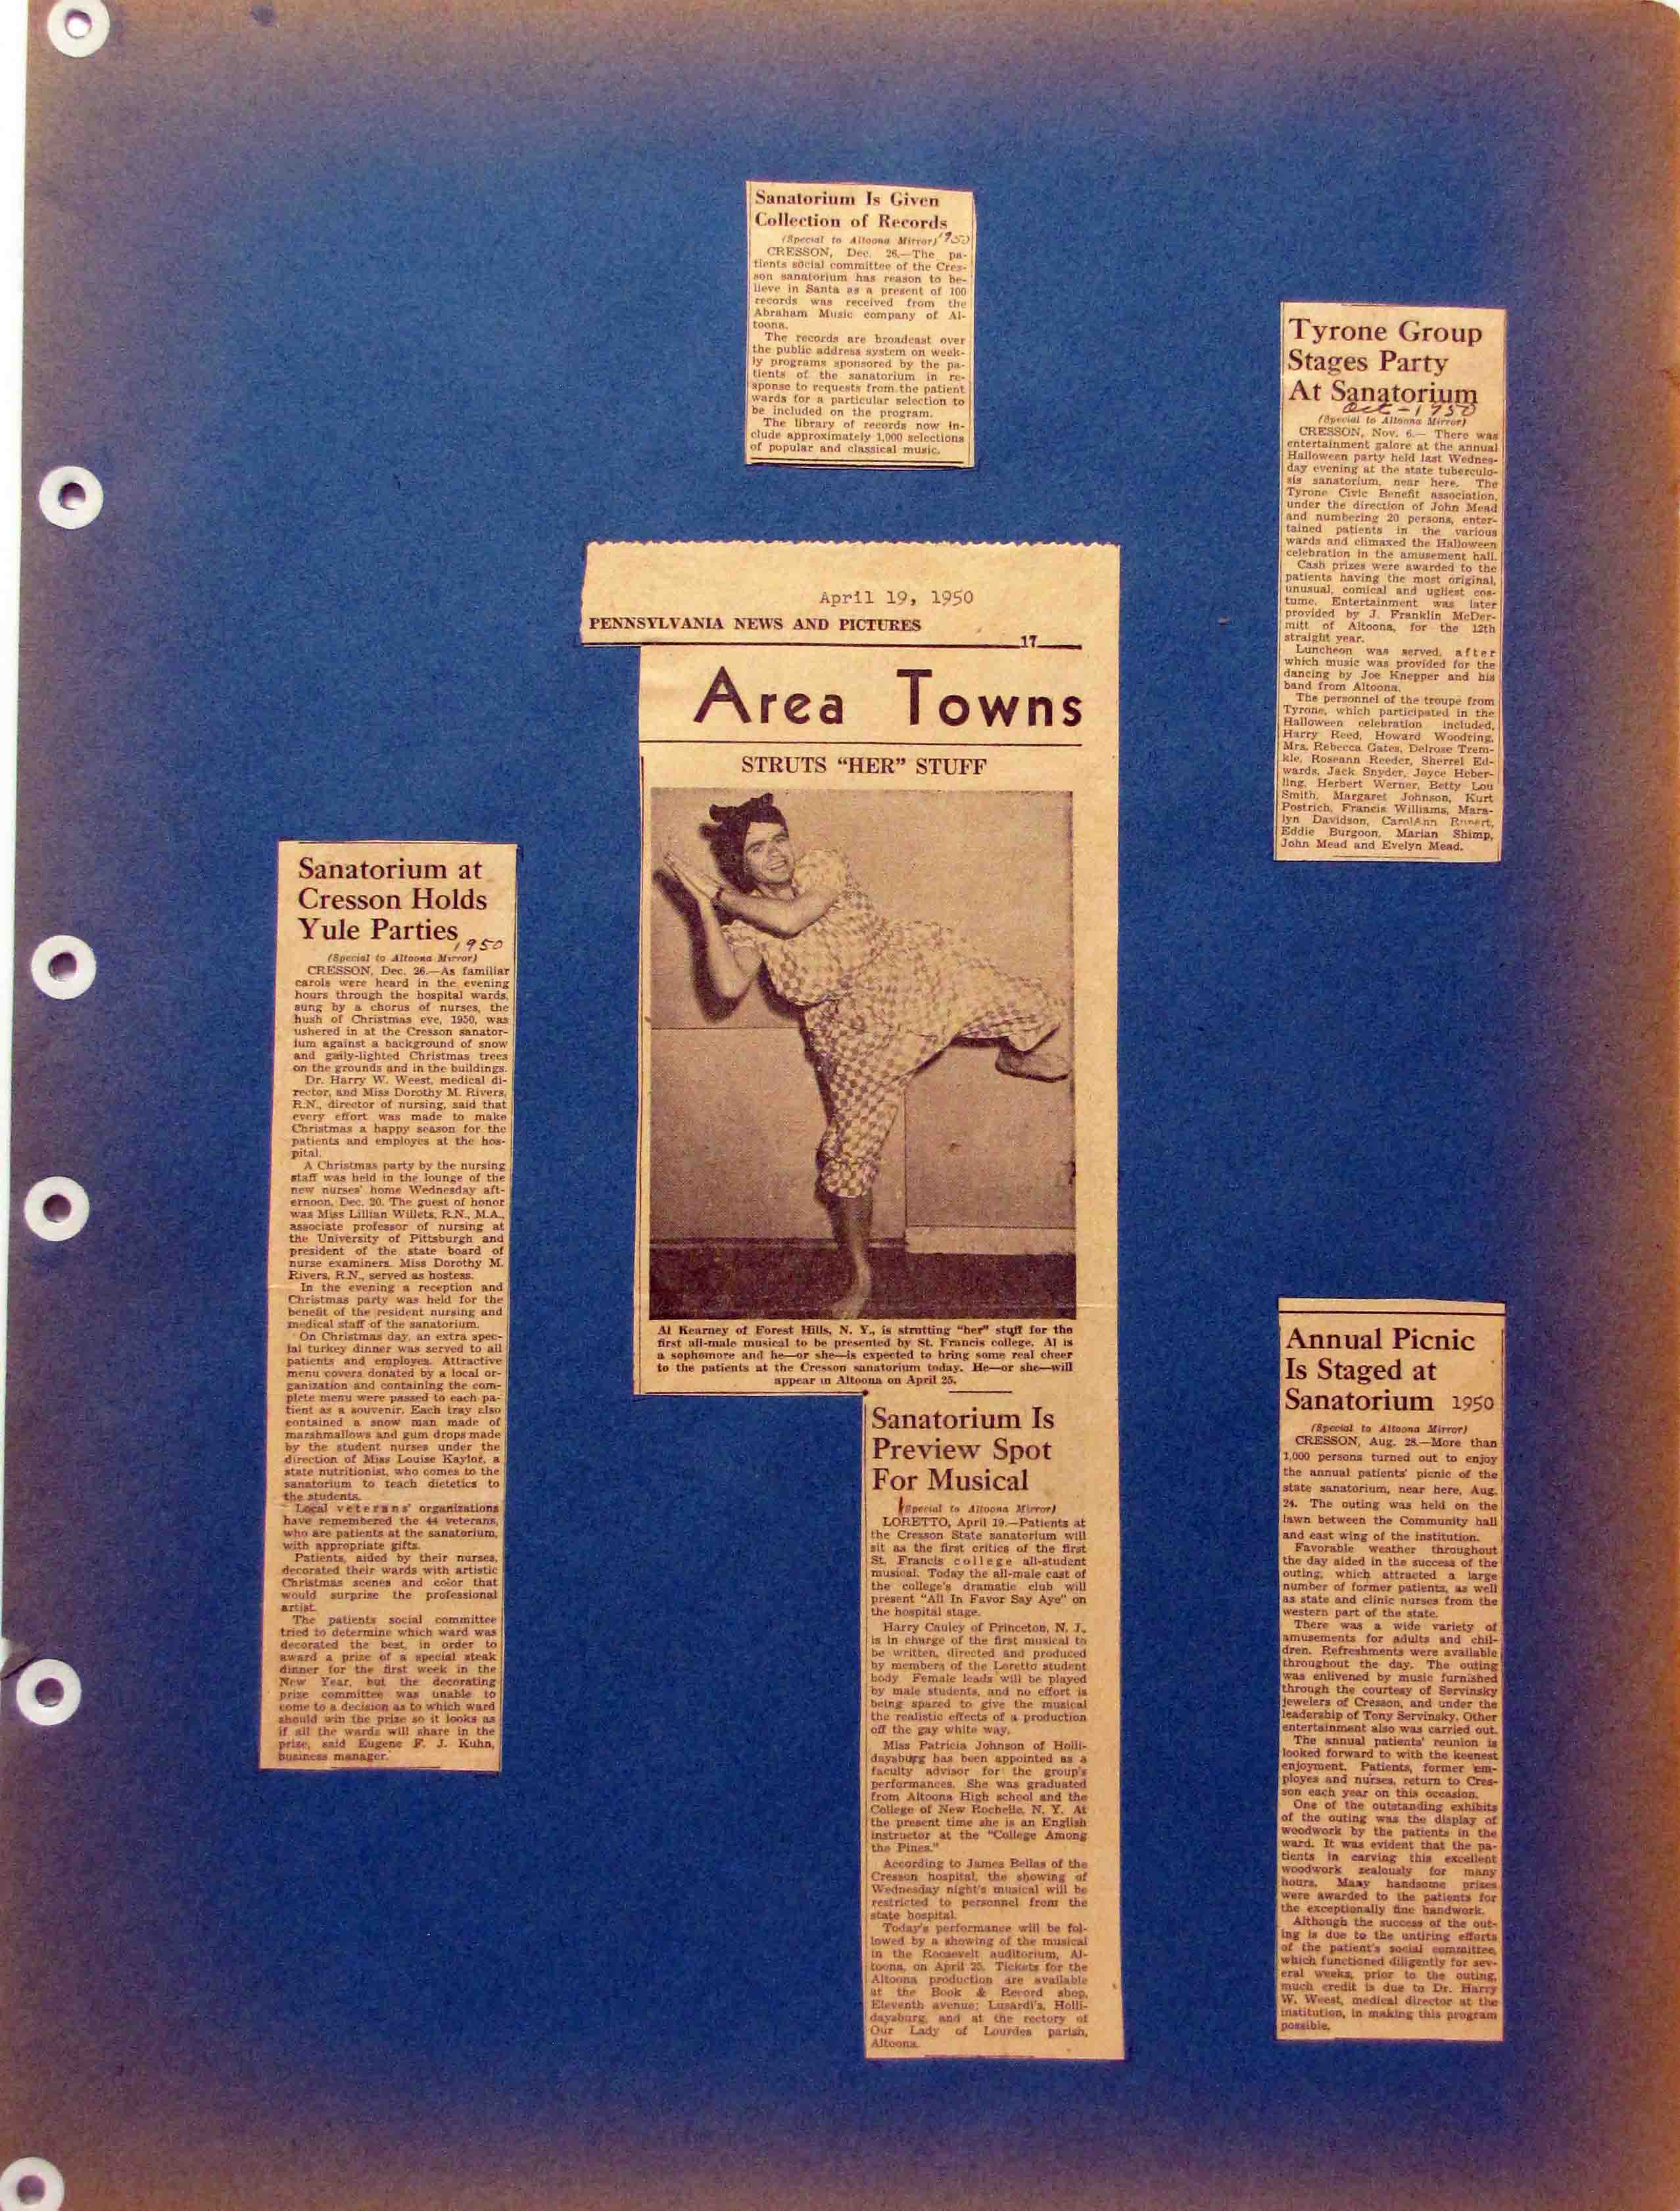 Sanatorium Is Given
Collection of Records
(Special to Altoona Mirror) 1950
CRESSON, Dec. 26.—The pa-
tients social committee of the Cres-
son sanatorium has reason to be-
lieve in Santa as a present of 100
records was received from the
Abraham Music company of Al-
toona.
The records are broadcast over
the public address system on week-
ly programs sponsored by the pa-
tients of the sanatorium in re-
sponse to requests from the patient
wards for a particular selection to
be included on the program.
The library of records now in-
clude approximately 1,000 selections
of popular and classical music.
Tyrone Group
Stages Party
At Sanatorium
Oct - 1950
(Special to Altoona Mirror)
CRESSON, Nov. 6.— There was
entertainment galore at the annual
Halloween party held last Wednes-
day evening at the state tuberculo-
sis sanatorium, near here. The
Tyrone Civic Benefit association,
under the direction of John Mead
and numbering 20 persons, enter-
tained patients in the various
wards and climaxed the Halloween
celebration in the amusement hall.
Cash prizes were awarded to the
patients having the most original,
unusual, comical and ugliest cos-
tume. Entertainment was later
provided by J. Franklin McDer-
mitt of Altoona, for the 12th
straight year.
Luncheon was served, after
which music was provided for the
dancing by Joe Knepper and his
band from Altoona.
The personnel of the troupe from
Tyrone, which participated in the
Halloween celebration included,
Harry Reed, Howard Woodring,
Mrs. Rebecca Gates, Delrose Trem-
kle, Roseann Reeder, Sherrel Ed-
wards, Jack Snyder, Joyce Heber-
ling, Herbert Werner, Betty Lou
Smith, Margaret Johnson, Kurt
Postrich, Francis Williams, Mara-
lyn Davidson, CarolAnn
Eddie Burgoon, Marian Shimp,
John Mead and Evelyn Mead.
April 19, 1950
PENNSYLVANIA NEWS AND PICTURES
17
Area Towns
STRUTS "HER" STUFF
Al Kearney of Forest Hills, N. Y., is strutting "her" stuff for the
first all-male musical to be presented by St. Francis college. Al is
a sophomore and he—or she—is expected to bring some real cheer
to the patients at the Cresson sanatorium today. He—or she—will
appear in Altoona on April 25.
Sanatorium Is
Preview Spot
For Musical
(Special to Altoona Mirror)
LORETTO, April 19.—Patients at
the Cresson State sanatorium will
sit as the first critics of the first
St. Francis college all-student
musical. Today the all-male cast of
the college's dramatic club will
present "All In Favor Say Aye" on
the hospital stage.
Harry Cauley of Princeton, N. J.,
is in charge of the first musical to
be written, directed and produced
by members of the Loretto student
body Female leads will be played
by male students, and no effort is
being spared to give the musical
the realistic effects of a production
off the gay white way.
Miss Patricia Johnson of Holli-
daysburg has been appointed as a
faculty advisor for the group's
performances. She was graduated
from Altoona High school and the
College of New Rochelle, N. Y. At
the present time she is an English
instructor at the "College Among
the Pines."
According to James Bellas of the
Cresson hospital, the showing of
Wednesday night's musical will be
restricted to personnel from the
state hospital.
Today's performance will be fol-
lowed by a showing of the musical
in the Roosevelt auditorium, Al-
toona, on April 25. Tickets for the
Altoona production are available
at the Book & Record shop,
Eleventh avenue; Lusardi's, Holli-
daysburg, and at the rectory of
Our Lady of Lourdes parish,
Altoona.
Sanatorium at
Cresson Holds
Yule Parties
1950
(Special to Altoona Mirror)
CRESSON, Dec. 26.—As familiar
carols were heard in the evening
hours through the hospital wards,
sung by a chorus of nurses, the
hush of Christmas eve, 1950, was
ushered in at the Cresson sanator-
ium against a background of snow
and gaily-lighted Christmas trees
on the grounds and in the buildings.
Dr. Harry W. Weest, medical di-
rector, and Miss Dorothy M. Rivers,
R.N., director of nursing, said that
every effort was made to make
Christmas a happy season for the
patients and employes at the hos-
pital.
A Christmas party by the nursing
staff was held in the lounge of the
new nurses' home Wednesday aft-
ernoon, Dec. 20. The guest of honor
was Miss Lillian Willets, R.N., M.A.,
associate professor of nursing at
the University of Pittsburgh and
president of the state board of
nurse examiners. Miss Dorothy M.
Rivers, R.N., served as hostess.
In the evening a reception and
Christmas party was held for the
benefit of the resident nursing and
medical staff of the sanatorium.
On Christmas day, an extra spec-
ial turkey dinner was served to all
patients and employes. Attractive
menu covers donated by a local or-
ganization and containing the com-
plete menu were passed to each pa-
tient as a souvenir. Each tray also
contained a snow man made of
marshmallows and gum drops made
by the student nurses under the
direction of Miss Louise Kaylor, a
state nutritionist, who comes to the
sanatorium to teach dietetics to
the students.
Local veterans' organizations
have remembered the 44 veterans,
who are patients at the sanatorium,
with appropriate gifts.
Patients, aided by their nurses,
decorated their wards with artistic
Christmas scenes and color that
would surprise the professional
artist.
The patients social committee
tried to determine which ward was
decorated the best, in order to
award a prize of a special steak
dinner for the first week in the
New Year, but the decorating
prize committee was unable to
come to a decision as to which ward
should win the prize so it looks as
if all the wards will share in the
prize, said Eugene F. J. Kuhn,
business manager.
Annual Picnic
Is Staged at
Sanatorium 1950
(Special to Altoona Mirror)
CRESSON, Aug. 28.—More than
1,000 persons turned out to enjoy
the annual patients' picnic of the
state sanatorium, near here, Aug.
24. The outing was held on the
lawn between the Community hall
and east wing of the institution.
Favorable weather throughout
the day aided in the success of the
outing, which attracted a large
number of former patients, as well
as state and clinic nurses from the
western part of the state.
There was a wide variety of
amusements for adults and chil-
dren. Refreshments were available
throughout the day. The outing
was enlivened by music furnished
through the courtesy of Servinsky
jewelers of Cresson, and under the
leadership of Tony Servinsky. Other
entertainment also was carried out.
The annual patients' reunion is
looked forward to with the keenest
enjoyment. Patients, former em-
ployes and nurses, return to Cres-
son each year on this occasion.
One of the outstanding exhibits
of the outing was the display of
woodwork by the patients in the
ward. It was evident that the pa-
tients in carving this excellent
woodwork zealously for many
hours. Many handsome prizes
were awarded to the patients for
the exceptionally fine handwork.
Although the success of the out-
ing is due to the untiring efforts
of the patient's social committee,
which functioned diligently for sev-
eral weeks, prior to the outing,
much credit is due to Dr. Harry
W. Weest, medical director at the
institution, in making this program
possible.